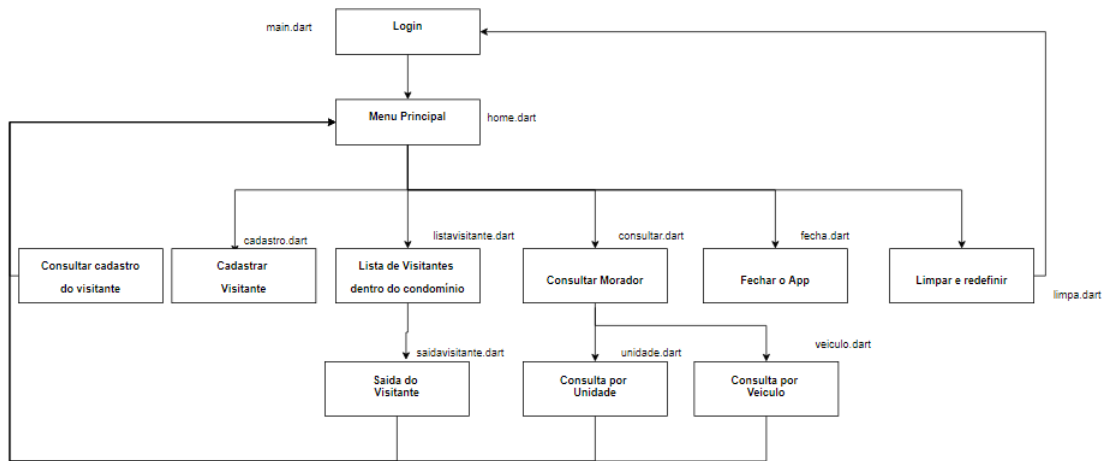 Login
main.dart
Menu Principal
home.dart
cadastro.dart
listavisitante.dart
consultar.dart
fecha.dart
Consultar cadastro
do visitante
Cadastrar
Visitante
Lista de Visitantes
dentro do condomínio
Consultar Morador
Fechar o App
Limpar e redefinir
limpa.dart
saidavisitante.dart
unidade.dart
veiculo.dart
Saida do
Visitante
Consulta por
Unidade
Consulta por
Veiculo